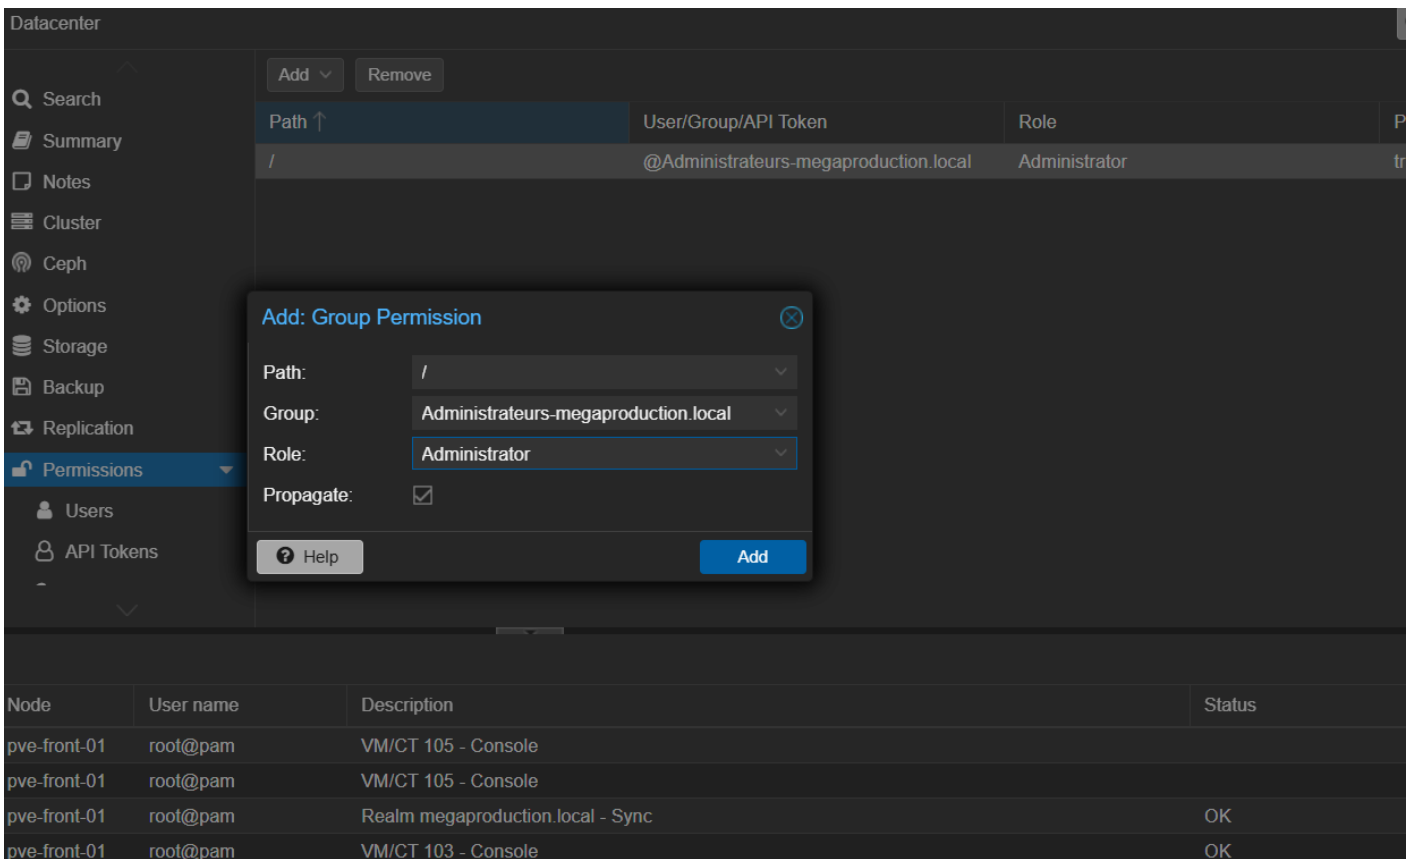 Datacenter
Add
Remove
Search
Summary
Notes
Cluster
Ceph
Options
Storage
Backup
Replication
Permissions
Users
API Tokens
Path
User/Group/API Token
Role
P
/
@Administrateurs-megaproduction.local
Administrator
tr
Add: Group Permission
Path:
/
Group:
Administrateurs-megaproduction.local
Role:
Administrator
Propagate:
Help
Add
Node
User name
Description
Status
pve-front-01
root@pam
VM/CT 105 - Console
pve-front-01
root@pam
VM/CT 105 - Console
pve-front-01
root@pam
Realm megaproduction.local - Sync
OK
pve-front-01
root@pam
VM/CT 103 - Console
OK